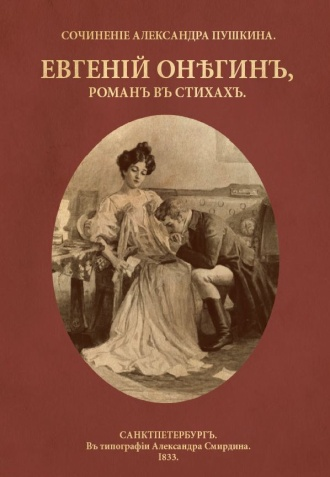 СОЧИНЕНІЕ АЛЕКСАНДРА ПУШКИНА.
ЕВГЕНІЙ ОНѢГИНЪ,
РОМАНЪ ВЪ СТИХАХЪ.
САНКТПЕТЕРБУРГЪ.
Въ типографіи Александра Смирдина.
1833.